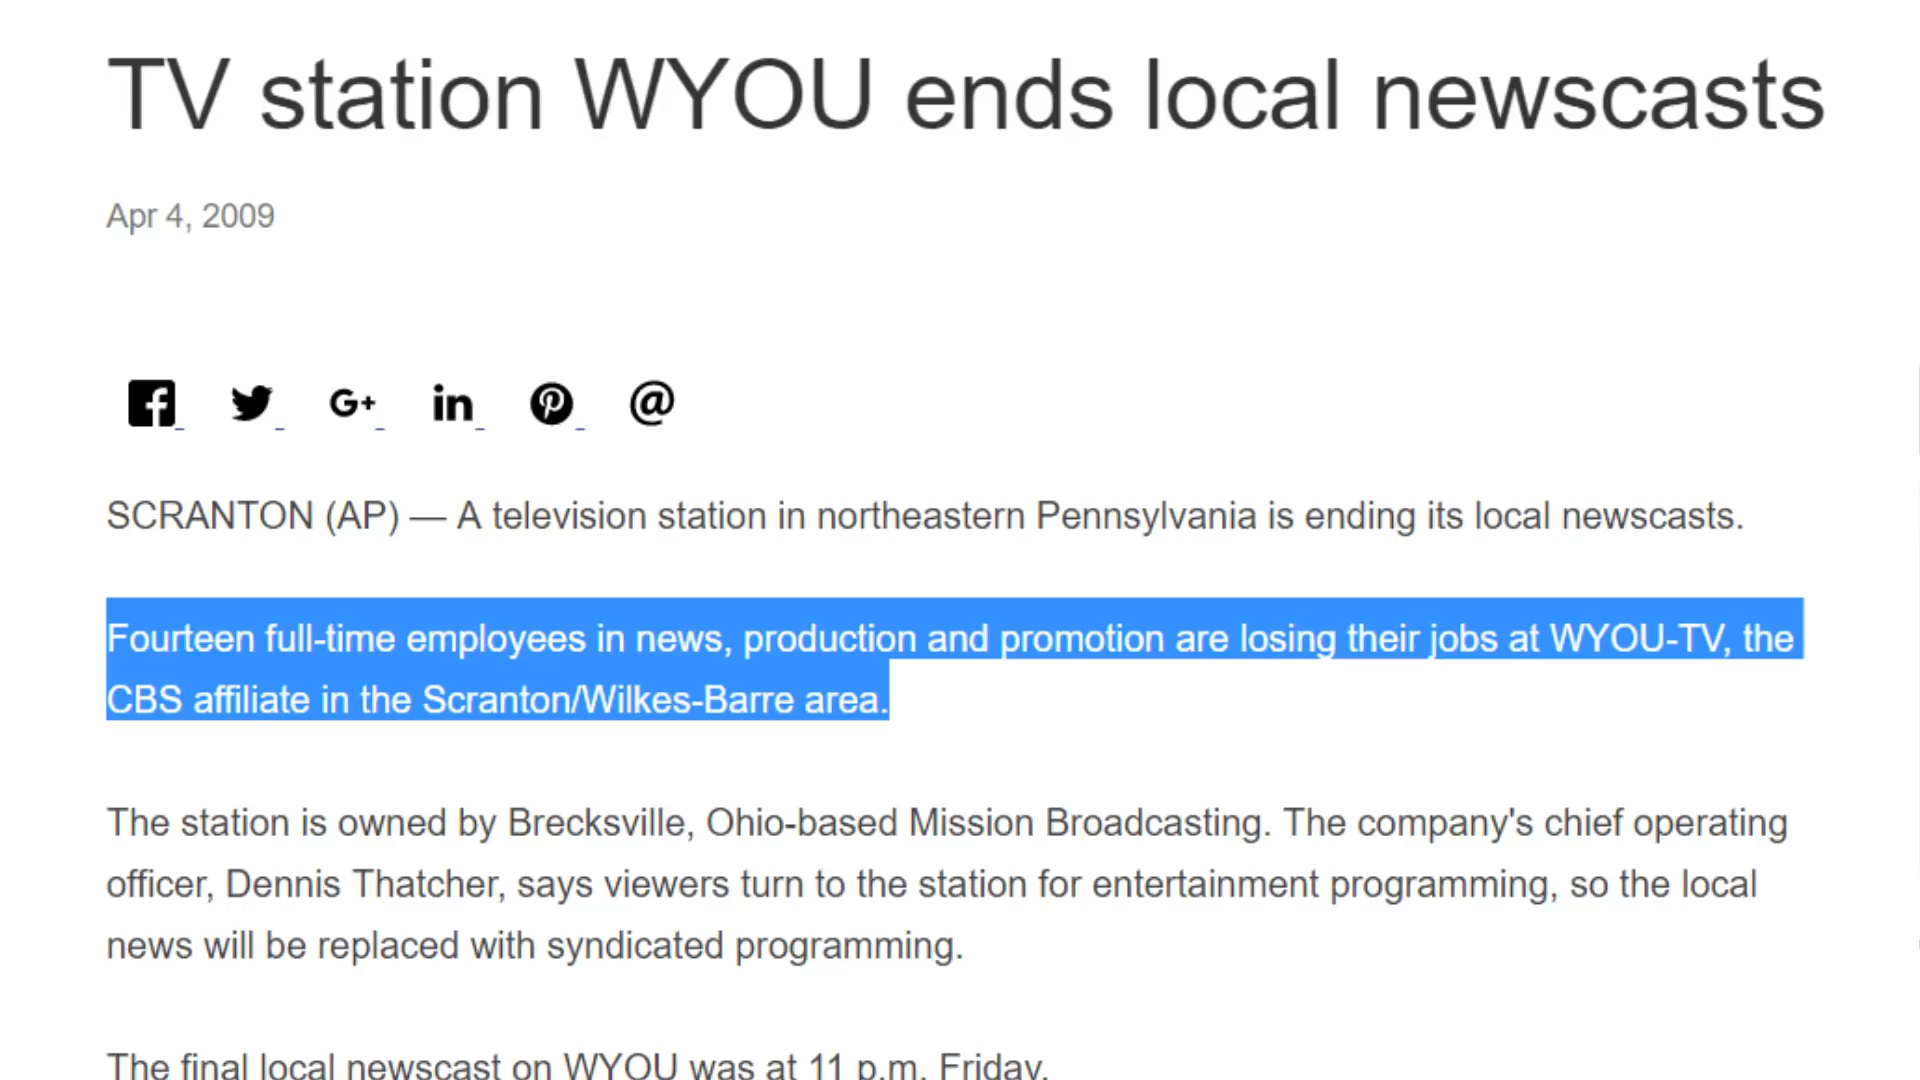 TV station WYOU ends local newscasts
Apr 4, 2009
SCRANTON (AP) — A television station in northeastern Pennsylvania is ending its local newscasts.
Fourteen full-time employees in news, production and promotion are losing their jobs at WYOU-TV, the
CBS affiliate in the Scranton/Wilkes-Barre area.
The station is owned by Brecksville, Ohio-based Mission Broadcasting. The company's chief operating
officer, Dennis Thatcher, says viewers turn to the station for entertainment programming, so the local
news will be replaced with syndicated programming.
The final local newscast on WYOU was at 11 p.m. Friday.